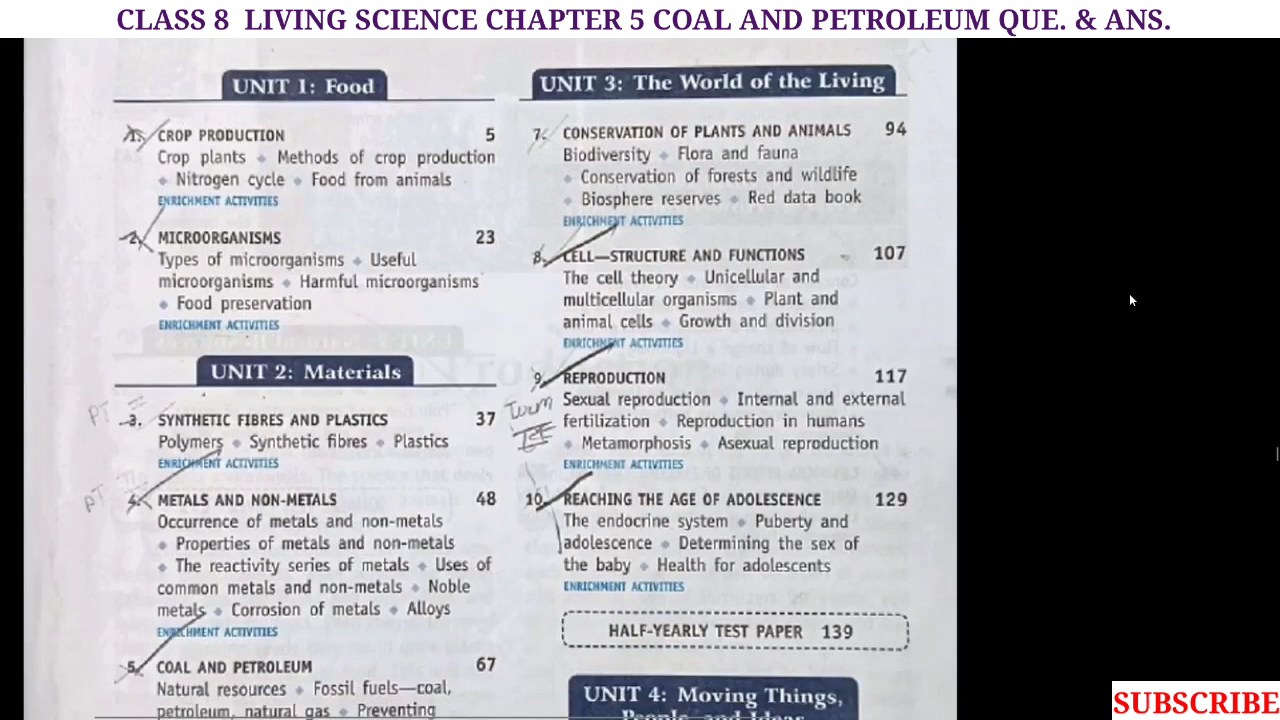 CLASS 8 LIVING SCIENCE CHAPTER 5 COAL AND PETROLEUM QUE. & ANS.
UNIT 1: Food
1. CROP PRODUCTION 5
Crop plants ◆ Methods of crop production
◆ Nitrogen cycle ◆ Food from animals
ENRICHMENT ACTIVITIES
2. MICROORGANISMS 23
Types of microorganisms ◆ Useful
microorganisms ◆ Harmful microorganisms
◆ Food preservation
ENRICHMENT ACTIVITIES
UNIT 2: Materials
PT II
3. SYNTHETIC FIBRES AND PLASTICS 37
Polymers ◆ Synthetic fibres ◆ Plastics
ENRICHMENT ACTIVITIES
PT
4. METALS AND NON-METALS 48
Occurrence of metals and non-metals
◆ Properties of metals and non-metals
◆ The reactivity series of metals ◆ Uses of
common metals and non-metals ◆ Noble
metals ◆ Corrosion of metals ◆ Alloys
ENRICHMENT ACTIVITIES
5. COAL AND PETROLEUM 67
Natural resources ◆ Fossil fuels—coal,
petroleum, natural gas ◆ Preventing
UNIT 3: The World of the Living
7. CONSERVATION OF PLANTS AND ANIMALS 94
Biodiversity ◆ Flora and fauna
◆ Conservation of forests and wildlife
◆ Biosphere reserves ◆ Red data book
ENRICHMENT ACTIVITIES
8. CELL—STRUCTURE AND FUNCTIONS 107
The cell theory ◆ Unicellular and
multicellular organisms ◆ Plant and
animal cells ◆ Growth and division
ENRICHMENT ACTIVITIES
9. REPRODUCTION 117
Term
Sexual reproduction ◆ Internal and external
fertilization ◆ Reproduction in humans
◆ Metamorphosis ◆ Asexual reproduction
ENRICHMENT ACTIVITIES
10. REACHING THE AGE OF ADOLESCENCE 129
The endocrine system ◆ Puberty and
adolescence ◆ Determining the sex of
the baby ◆ Health for adolescents
ENRICHMENT ACTIVITIES
HALF-YEARLY TEST PAPER 139
UNIT 4: Moving Things,
People and Ideas
SUBSCRIBE